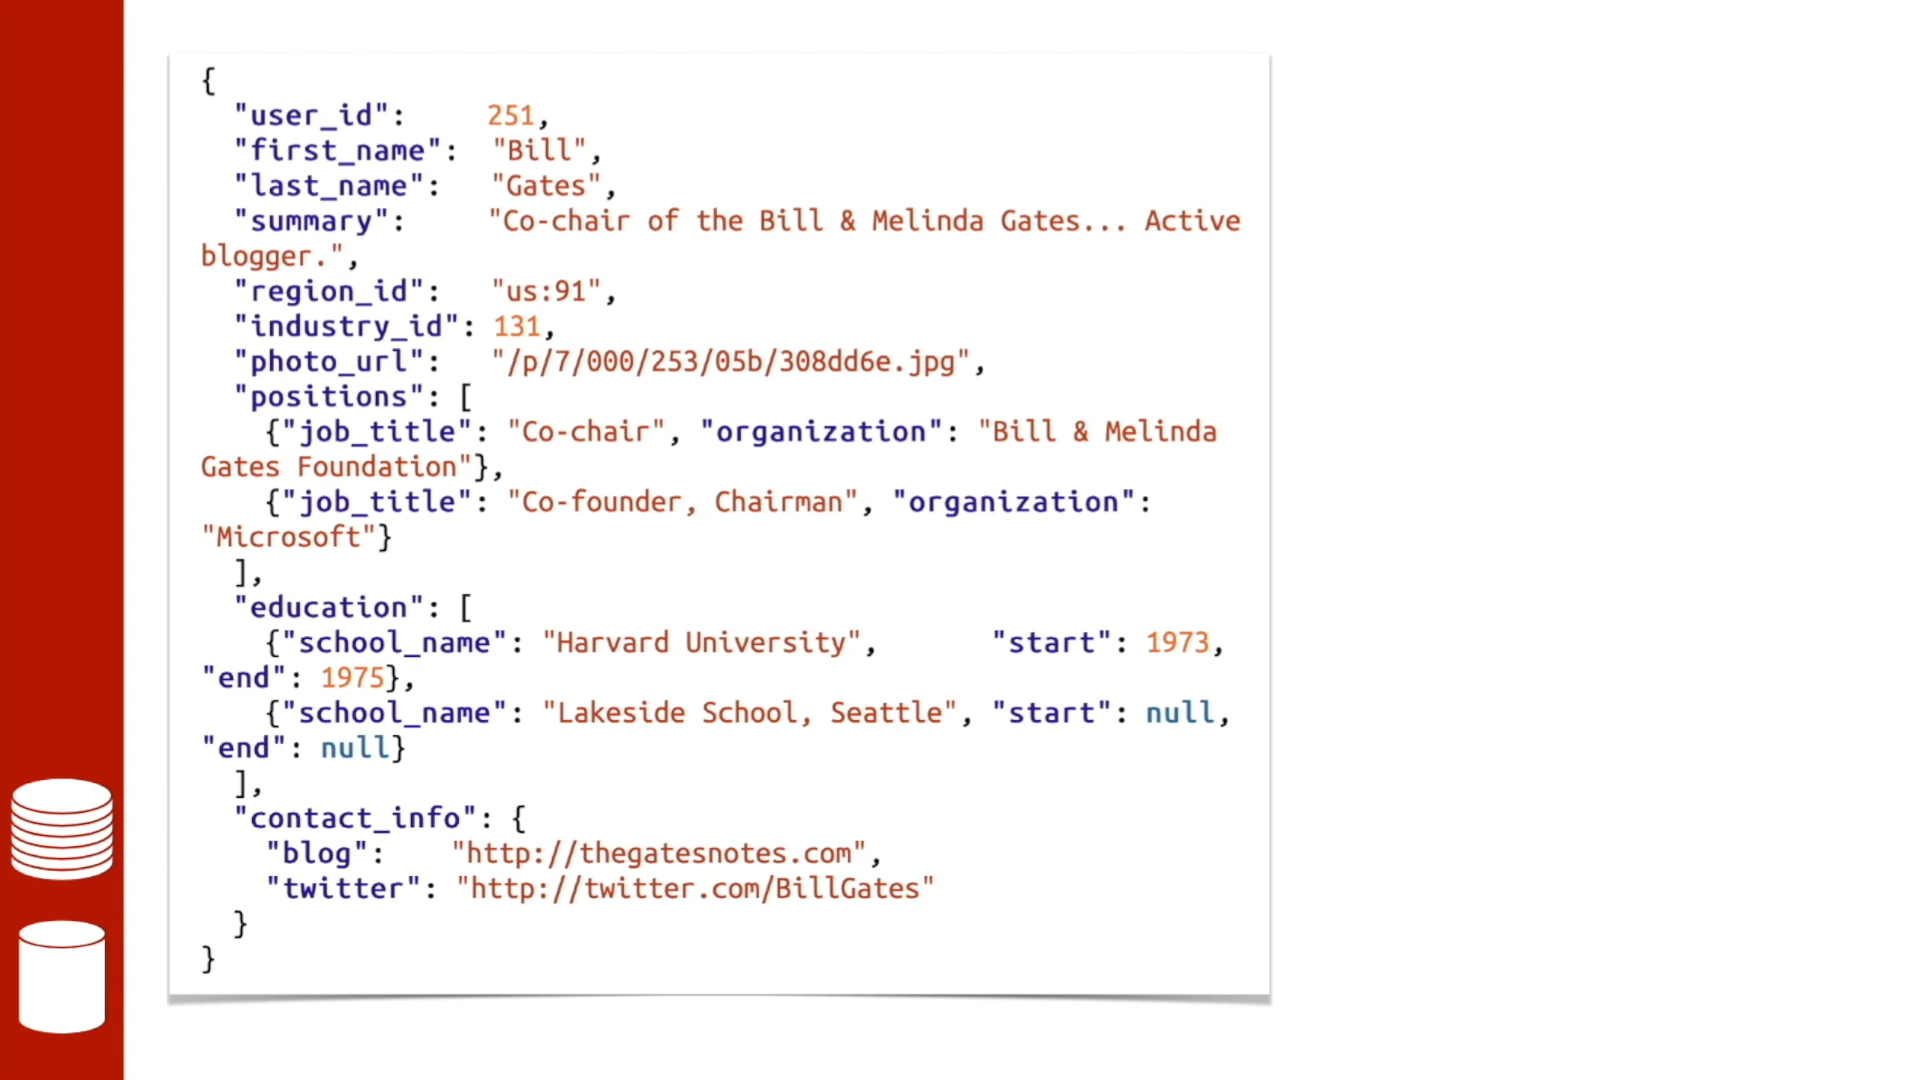 {
  "user_id":     251,
  "first_name":  "Bill",
  "last_name":   "Gates",
  "summary":     "Co-chair of the Bill & Melinda Gates... Active
blogger.",
  "region_id":   "us:91",
  "industry_id": 131,
  "photo_url":   "/p/7/000/253/05b/308dd6e.jpg",
  "positions": [
    {"job_title": "Co-chair", "organization": "Bill & Melinda
Gates Foundation"},
    {"job_title": "Co-founder, Chairman", "organization":
"Microsoft"}
  ],
  "education": [
    {"school_name": "Harvard University",       "start": 1973,
"end": 1975},
    {"school_name": "Lakeside School, Seattle", "start": null,
"end": null}
  ],
  "contact_info": {
    "blog":    "http://thegatesnotes.com",
    "twitter": "http://twitter.com/BillGates"
  }
}